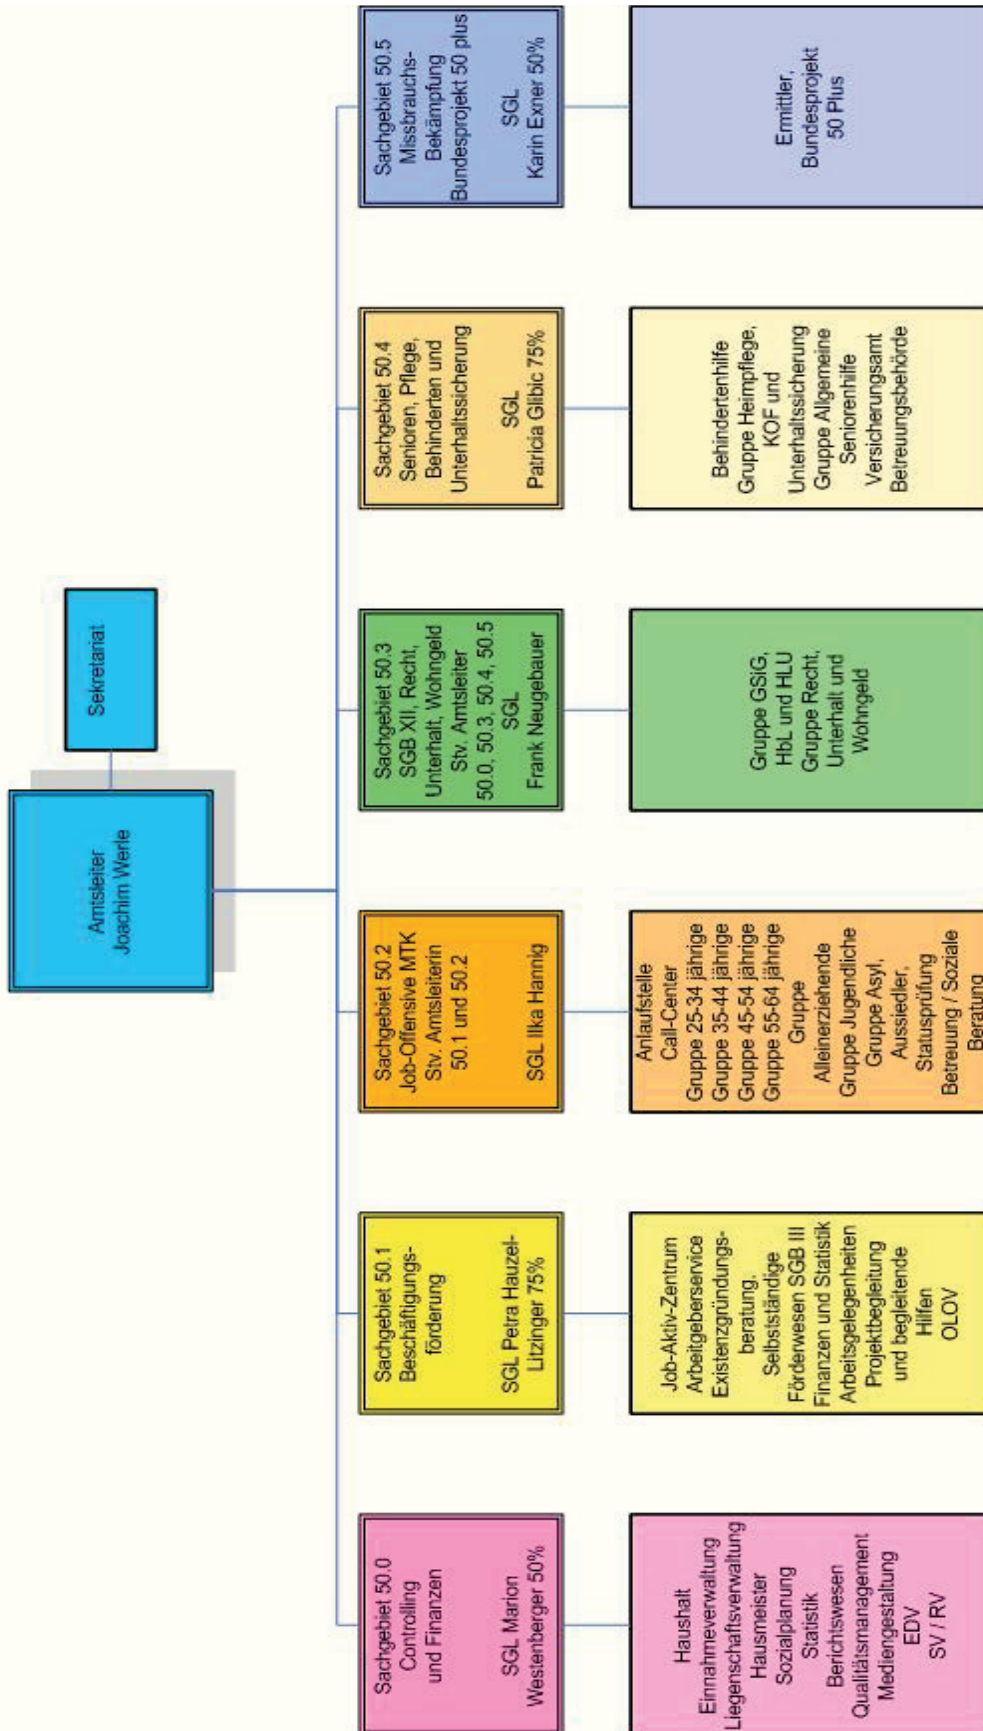 Amtsleiter
Joachim Werle
Sekretariat
Sachgebiet 50.0
Controlling
und Finanzen
SGL Marion
Westenberger 50%
Sachgebiet 50.1
Beschäftigungs-
förderung
SGL Petra Hauzel-
Litzinger 75%
Sachgebiet 50.2
Job-Offensive MTK
Stv. Amtsleiterin
50.1 und 50.2
SGL Ilka Hannig
Sachgebiet 50.3
SGB XII, Recht,
Unterhalt, Wohngeld
Stv. Amtsleiter
50.0, 50.3, 50.4, 50.5
SGL
Frank Neugebauer
Sachgebiet 50.4
Senioren, Pflege,
Behinderten und
Unterhaltssicherung
SGL
Patricia Glibic 75%
Sachgebiet 50.5
Missbrauchs-
Bekämpfung
Bundesprojekt 50 plus
SGL
Karin Exner 50%
Haushalt
Einnahmeverwaltung
Liegenschaftsverwaltung
Hausmeister
Sozialplanung
Statistik
Berichtswesen
Qualitätsmanagement
Mediengestaltung
EDV
SV / RV
Job-Aktiv-Zentrum
Arbeitgeberservice
Existenzgründungs-
beratung,
Selbstständige
Förderwesen SGB III
Finanzen und Statistik
Arbeitsgelegenheiten
Projektbegleitung
und begleitende
Hilfen
OLOV
Anlaufstelle
Call-Center
Gruppe 25-34 jährige
Gruppe 35-44 jährige
Gruppe 45-54 jährige
Gruppe 55-64 jährige
Gruppe
Alleinerziehende
Gruppe Jugendliche
Gruppe Asyl,
Aussiedler,
Statusprüfung
Betreuung / Soziale
Beratung
Gruppe GSiG,
HbL und HLU
Gruppe Recht,
Unterhalt und
Wohngeld
Behindertenhilfe
Gruppe Heimpflege,
KOF und
Unterhaltssicherung
Gruppe Allgemeine
Seniorenhilfe
Versicherungsamt
Betreuungsbehörde
Ermittler,
Bundesprojekt
50 Plus